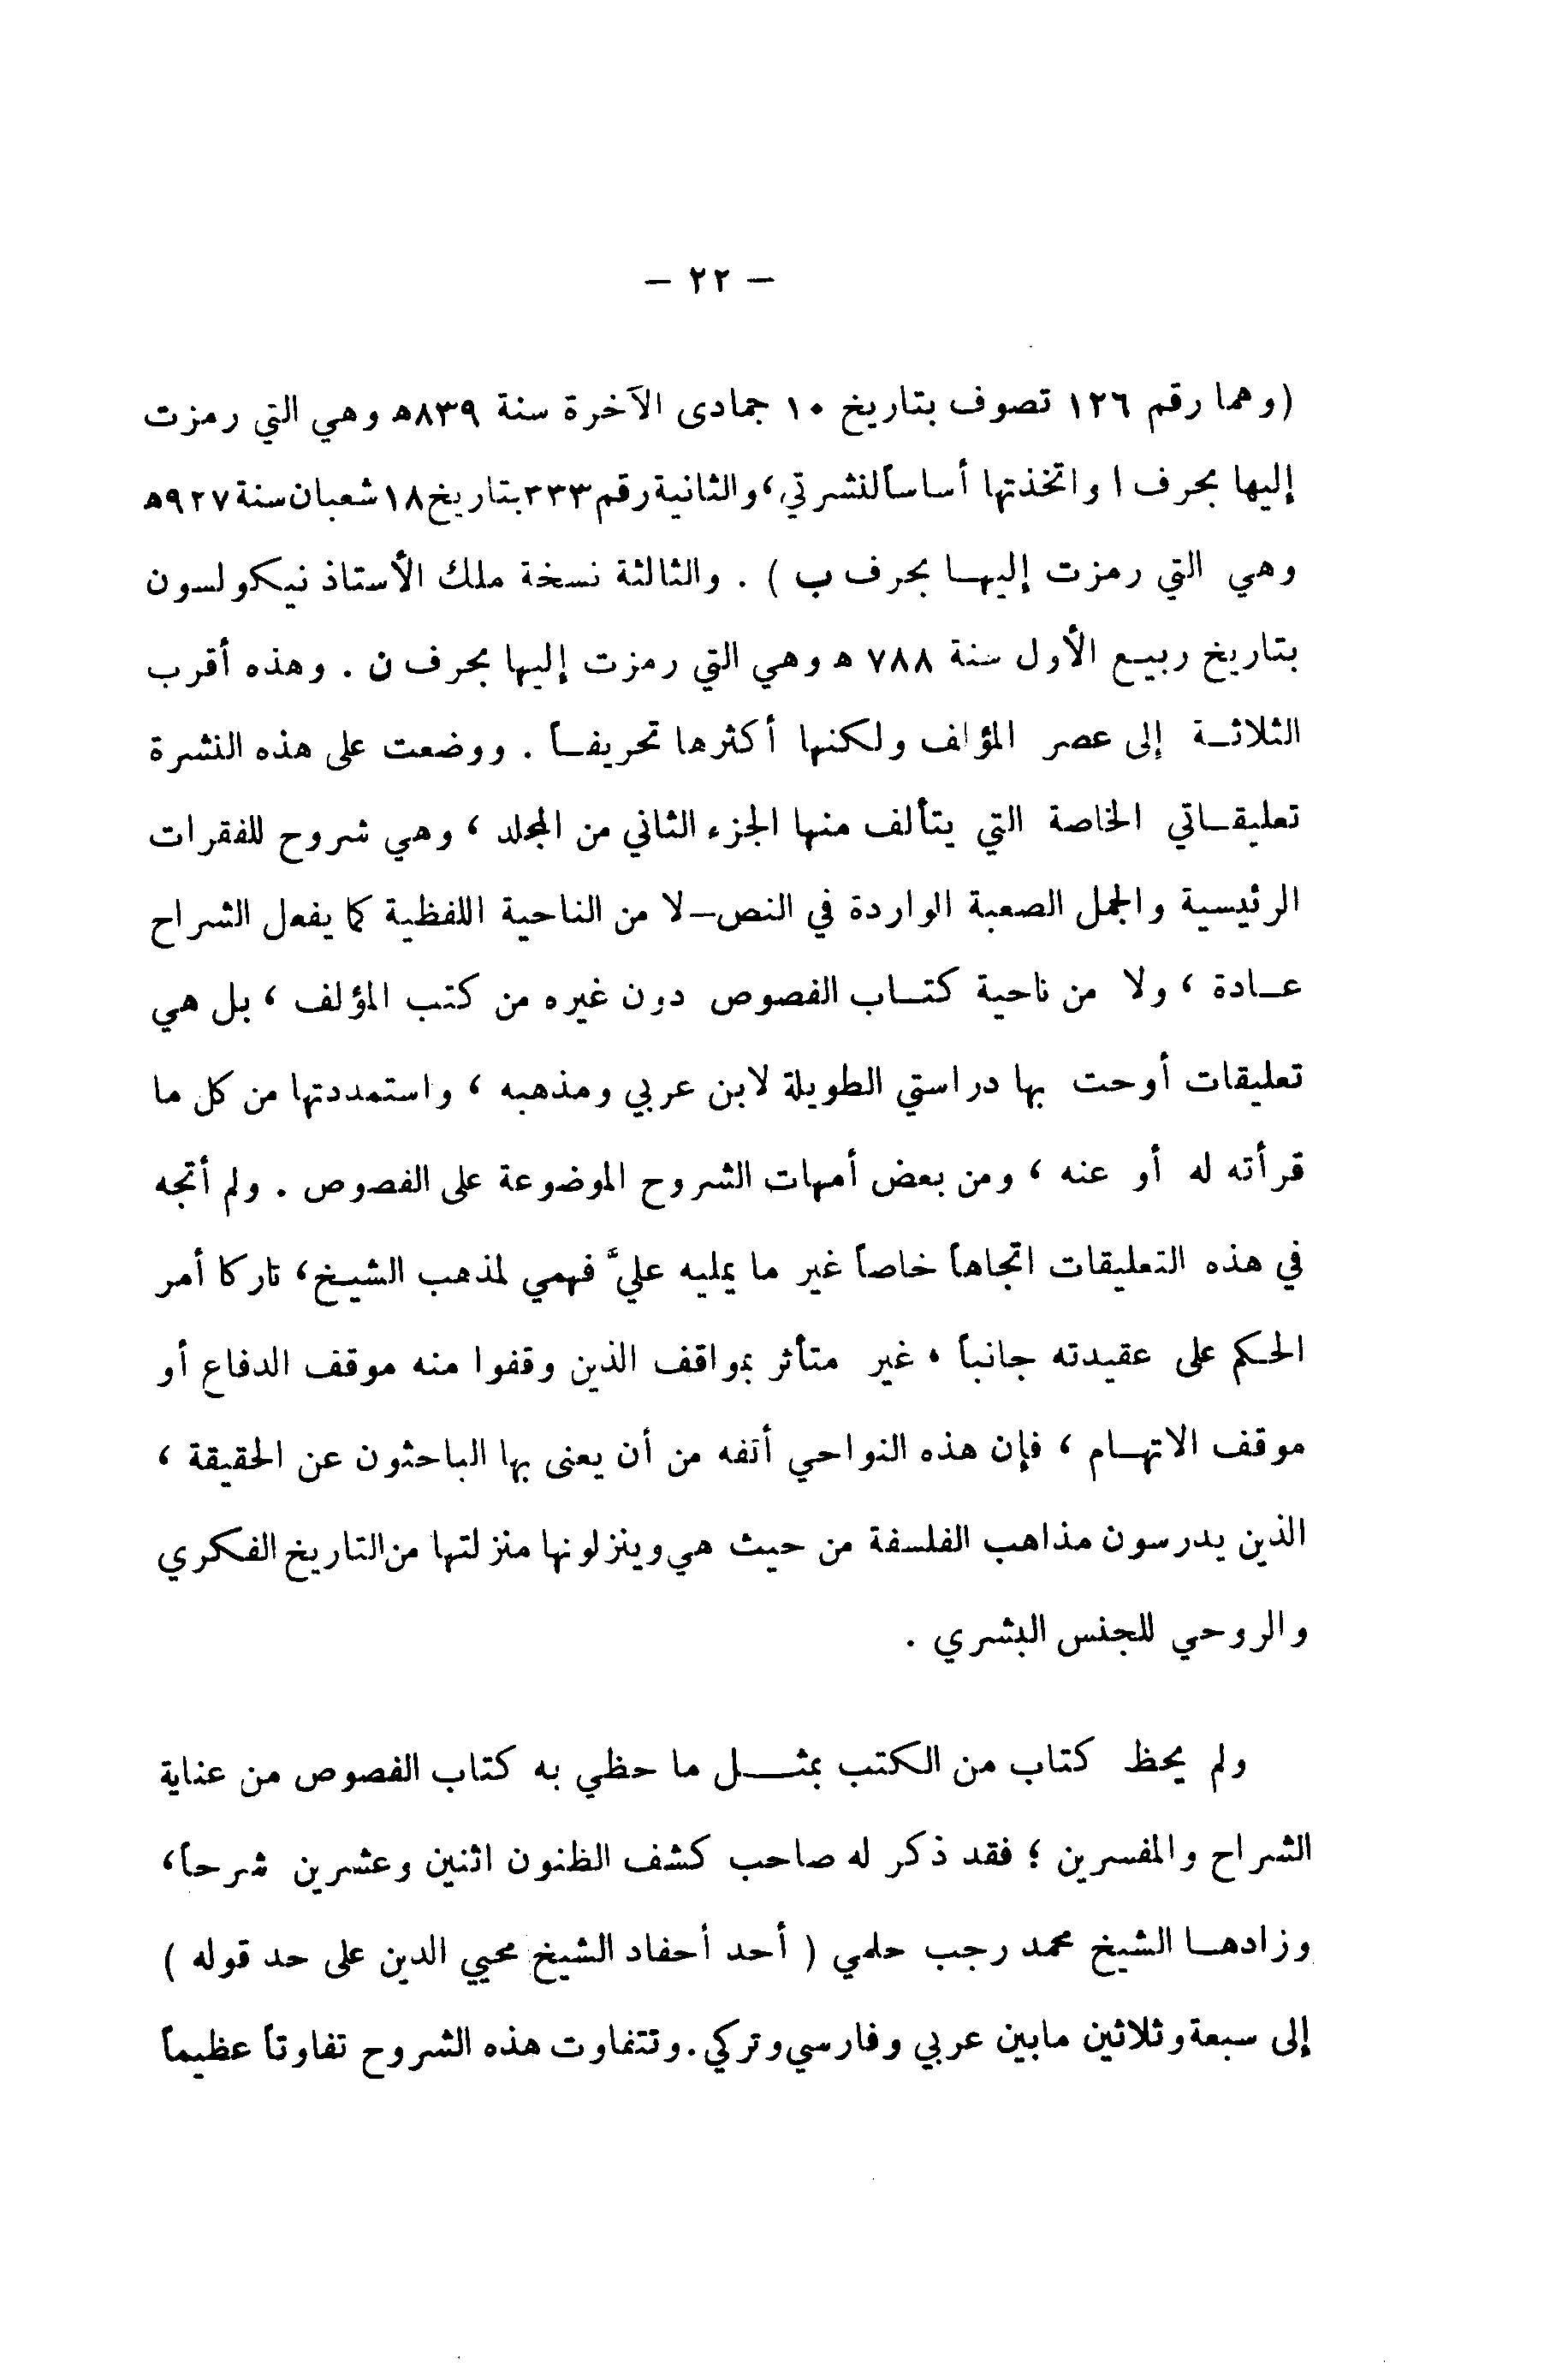 — ٢٢ —
(وهما رقم ١٢٦ تصوف بتاريخ ١٠ جمادى الآخرة سنة ٨٣٩ه وهي التي رمزت
إليها بحرف ا واتخذتها أساساً لنشرتي، والثانية رقم ٣٣٣ بتاريخ ١٨ شعبان سنة ٩٢٧ه
وهي التي رمزت إليها بحرف ب ) . والثالثة نسخة ملك الأستاذ نيكولسون
بتاريخ ربيع الأول سنة ٧٨٨ ه وهي التي رمزت إليها بحرف ن . وهذه أقرب
الثلاثة إلى عصر المؤلف ولكنها أكثرها تحريفاً . ووضعت على هذه النشرة
تعليقاتي الخاصة التي يتألف منها الجزء الثاني من المجلد ، وهي شروح للفقرات
الرئيسية والجمل الصعبة الواردة في النص — لا من الناحية اللفظية كما يفعل الشراح
عادة ، ولا من ناحية كتاب الفصوص دون غيره من كتب المؤلف ، بل هي
تعليقات أوحت بها دراستي الطويلة لابن عربي ومذهبه ، واستمددتها من كل ما
قرأته له أو عنه ، ومن بعض أمهات الشروح الموضوعة على الفصوص . ولم أتجه
في هذه التعليقات اتجاهاً خاصاً غير ما يمليه عليَّ فهمي لمذهب الشيخ، تاركا أمر
الحكم على عقيدته جانباً ، غير متأثر بمواقف الذين وقفوا منه موقف الدفاع أو
موقف الاتهام ، فإن هذه النواحي أتفه من أن يعنى بها الباحثون عن الحقيقة ،
الذين يدرسون مذاهب الفلسفة من حيث هي وينزلونها منزلتها من التاريخ الفكري
والروحي للجنس البشري .
ولم يحظ كتاب من الكتب بمثل ما حظي به كتاب الفصوص من عناية
الشراح والمفسرين ؛ فقد ذكر له صاحب كشف الظنون اثنين وعشرين شرحاً،
وزادها الشيخ محمد رجب حلمي ( أحد أحفاد الشيخ محيي الدين على حد قوله )
إلى سبعة وثلاثين مابين عربي وفارسي وتركي . وتتفاوت هذه الشروح تفاوتاً عظيماً